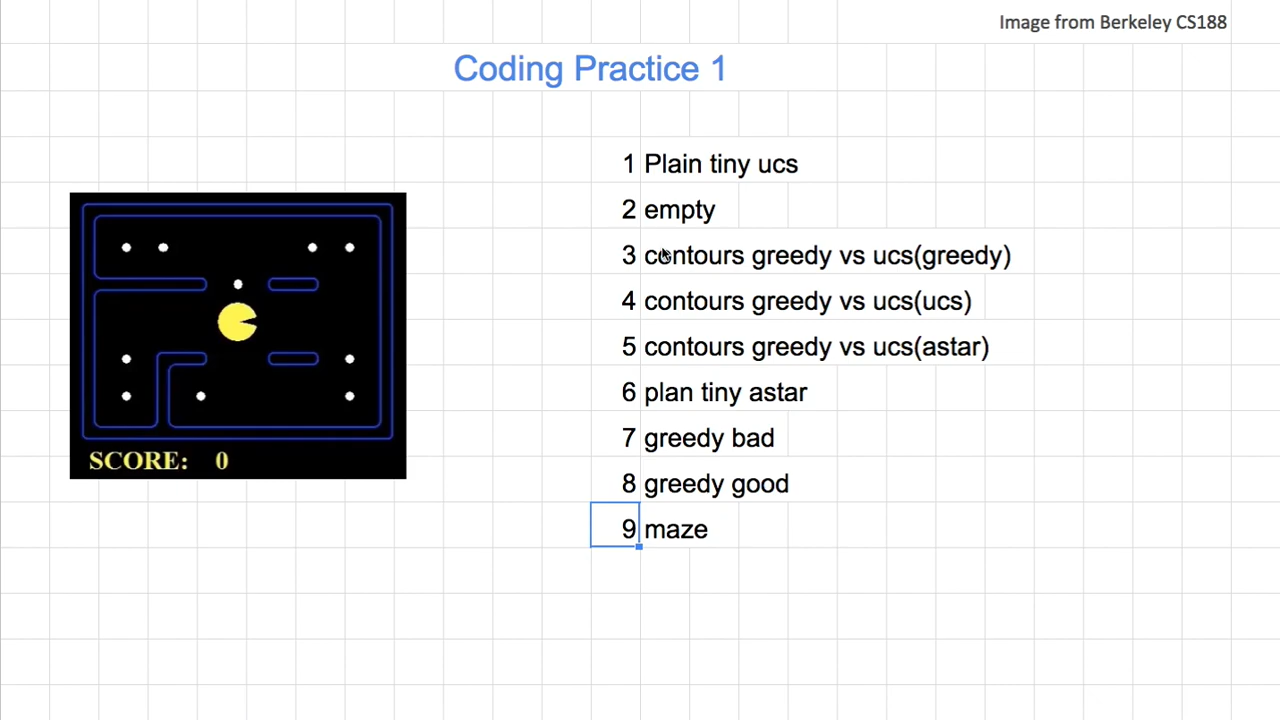 Image from Berkeley CS188
Coding Practice 1
1 Plain tiny ucs
2 empty
3 contours greedy vs ucs(greedy)
4 contours greedy vs ucs(ucs)
5 contours greedy vs ucs(astar)
6 plan tiny astar
7 greedy bad
8 greedy good
9 maze
SCORE: 0